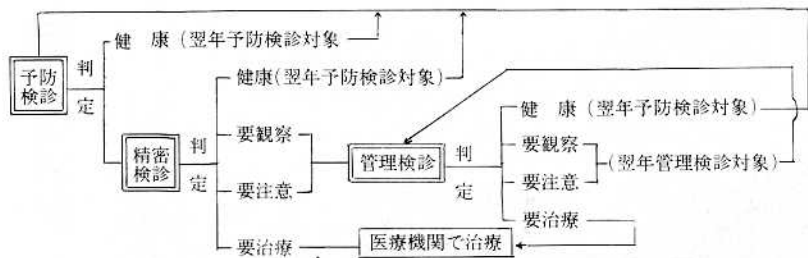 健 康(翌年予防検診対象
予防
検診
判
定
健康(翌年予防検診対象)
精密
検診
判
定
要観察
要注意
要治療
管理検診
判
定
健 康(翌年予防検診対象)
要観察
要注意
(翌年管理検診対象)
要治療
医療機関で治療